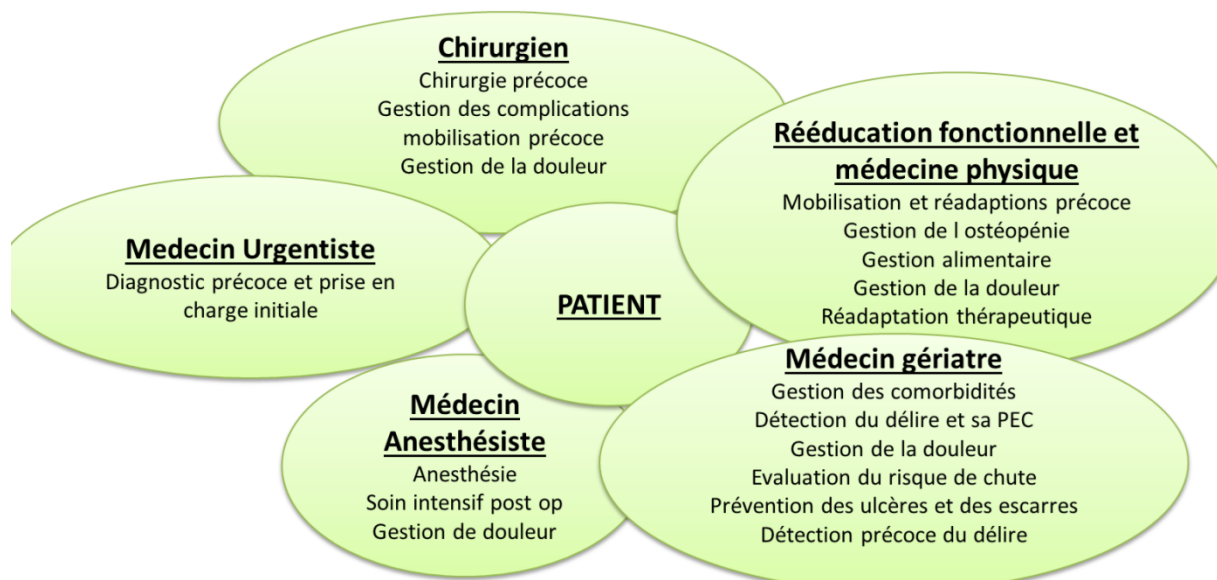 Chirurgien
Chirurgie précoce
Gestion des complications
mobilisation précoce
Gestion de la douleur
Rééducation fonctionnelle et
médecine physique
Mobilisation et réadaptions précoce
Gestion de l ostéopénie
Gestion alimentaire
Gestion de la douleur
Réadaptation thérapeutique
Medecin Urgentiste
Diagnostic précoce et prise en
charge initiale
PATIENT
Médecin
Anesthésiste
Anesthésie
Soin intensif post op
Gestion de douleur
Médecin gériatre
Gestion des comorbidités
Détection du délire et sa PEC
Gestion de la douleur
Evaluation du risque de chute
Prévention des ulcères et des escarres
Détection précoce du délire